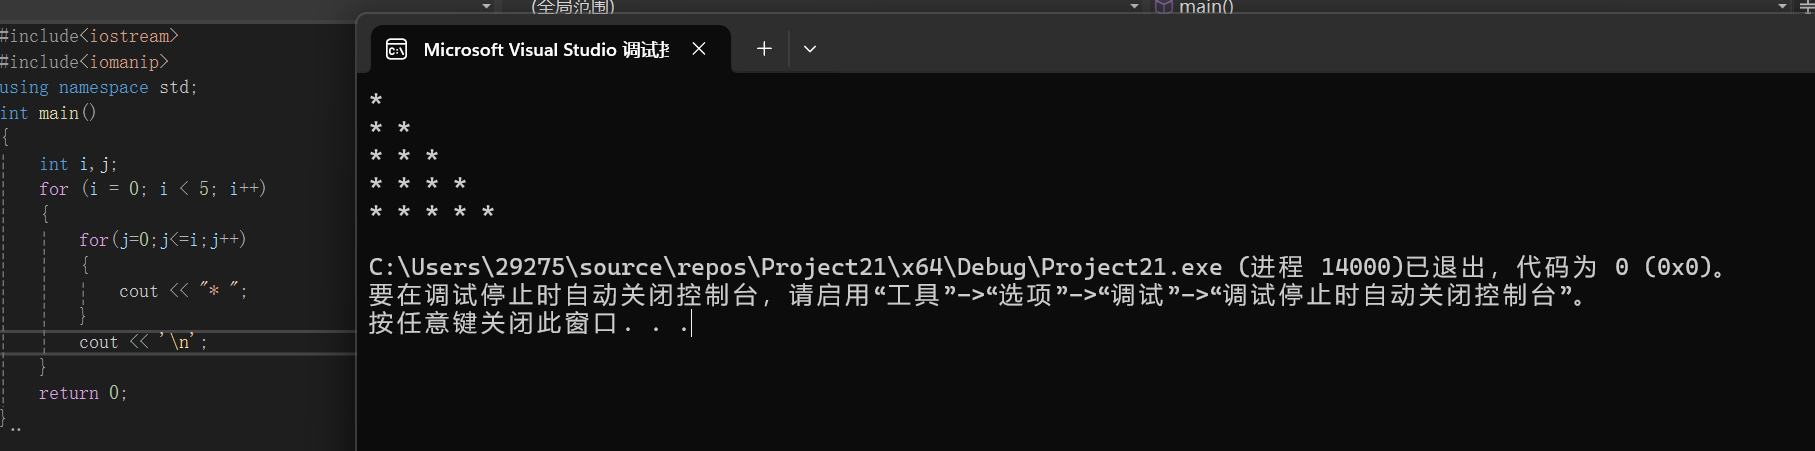 (全局范围)
main()
#include<iostream>
#include<iomanip>
using namespace std;
int main()
{
int i,j;
for (i = 0; i < 5; i++)
{
for(j=0;j<=i;j++)
{
cout << "* ";
}
cout << '\n';
}
return 0;
}
Microsoft Visual Studio 调试
*
* *
* * *
* * * *
* * * * *
C:\Users\29275\source\repos\Project21\x64\Debug\Project21.exe (进程 14000)已退出，代码为 0 (0x0)。
要在调试停止时自动关闭控制台，请启用“工具”->“选项”->“调试”->“调试停止时自动关闭控制台”。
按任意键关闭此窗口. . .